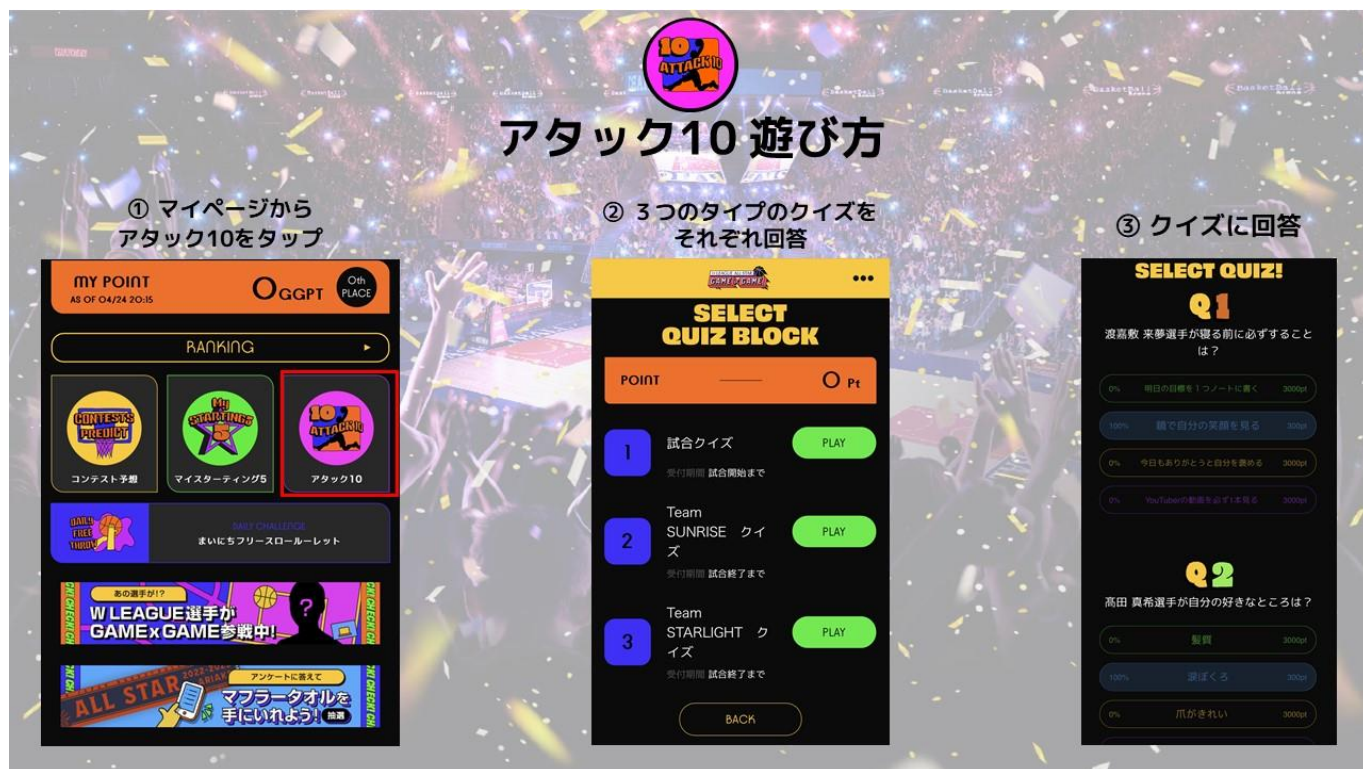 10
ATTACK 10
アタック10 遊び方
① マイページから
アタック10をタップ
MY POINT
AS OF 04/24 20:15
0GGPT
0th
PLACE
RANKING
CONTESTS
PREDICT
コンテスト予想
My
STARTING
5
マイスターティング5
10
ATTACK 10
アタック10
DAILY
FREE
THROW
DAILY CHALLENGE
まいにちフリースロールーレット
あの選手が!?
W LEAGUE選手が
GAMExGAME参戦中!
?
CHECK!
ALL STAR
2022-2023
アンケートに答えて
マフラータオルを
手にいれよう! 抽選
② 3つのタイプのクイズを
それぞれ回答
GAME GAME
SELECT
QUIZ BLOCK
POINT
0 Pt
1
試合クイズ
PLAY
受付期間 試合開始まで
2
Team
SUNRISE クイ
ズ
PLAY
受付期間 試合終了まで
3
Team
STARLIGHT ク
イズ
PLAY
受付期間 試合終了まで
BACK
③ クイズに回答
SELECT QUIZ!
Q1
渡嘉敷 来夢選手が寝る前に必ずすること
は?
0% 明日の目標を1つノートに書く 3000pt
100% 鏡で自分の笑顔を見る 300pt
0% 今日もありがとうと自分を褒める 3000pt
0% YouTuberの動画を必ず1本見る 3000pt
Q2
髙田 真希選手が自分の好きなところは?
0% 髪質 3000pt
100% 涙ぼくろ 300pt
0% 爪がきれい 3000pt